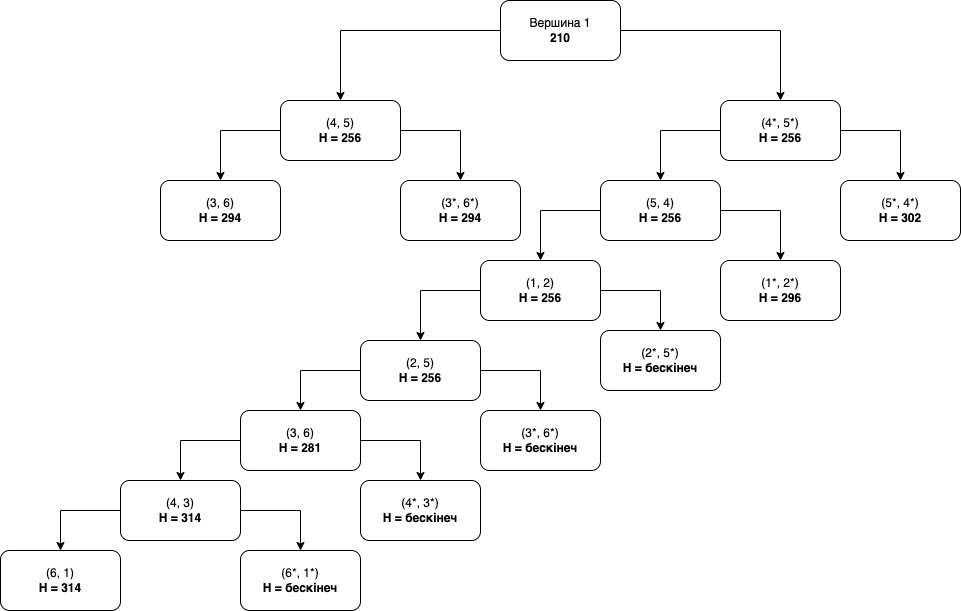 Вершина 1
210
(4, 5)
H = 256
(4*, 5*)
H = 256
(3, 6)
H = 294
(3*, 6*)
H = 294
(5, 4)
H = 256
(5*, 4*)
H = 302
(1, 2)
H = 256
(1*, 2*)
H = 296
(2, 5)
H = 256
(2*, 5*)
H = бескінеч
(3, 6)
H = 281
(3*, 6*)
H = бескінеч
(4, 3)
H = 314
(4*, 3*)
H = бескінеч
(6, 1)
H = 314
(6*, 1*)
H = бескінеч